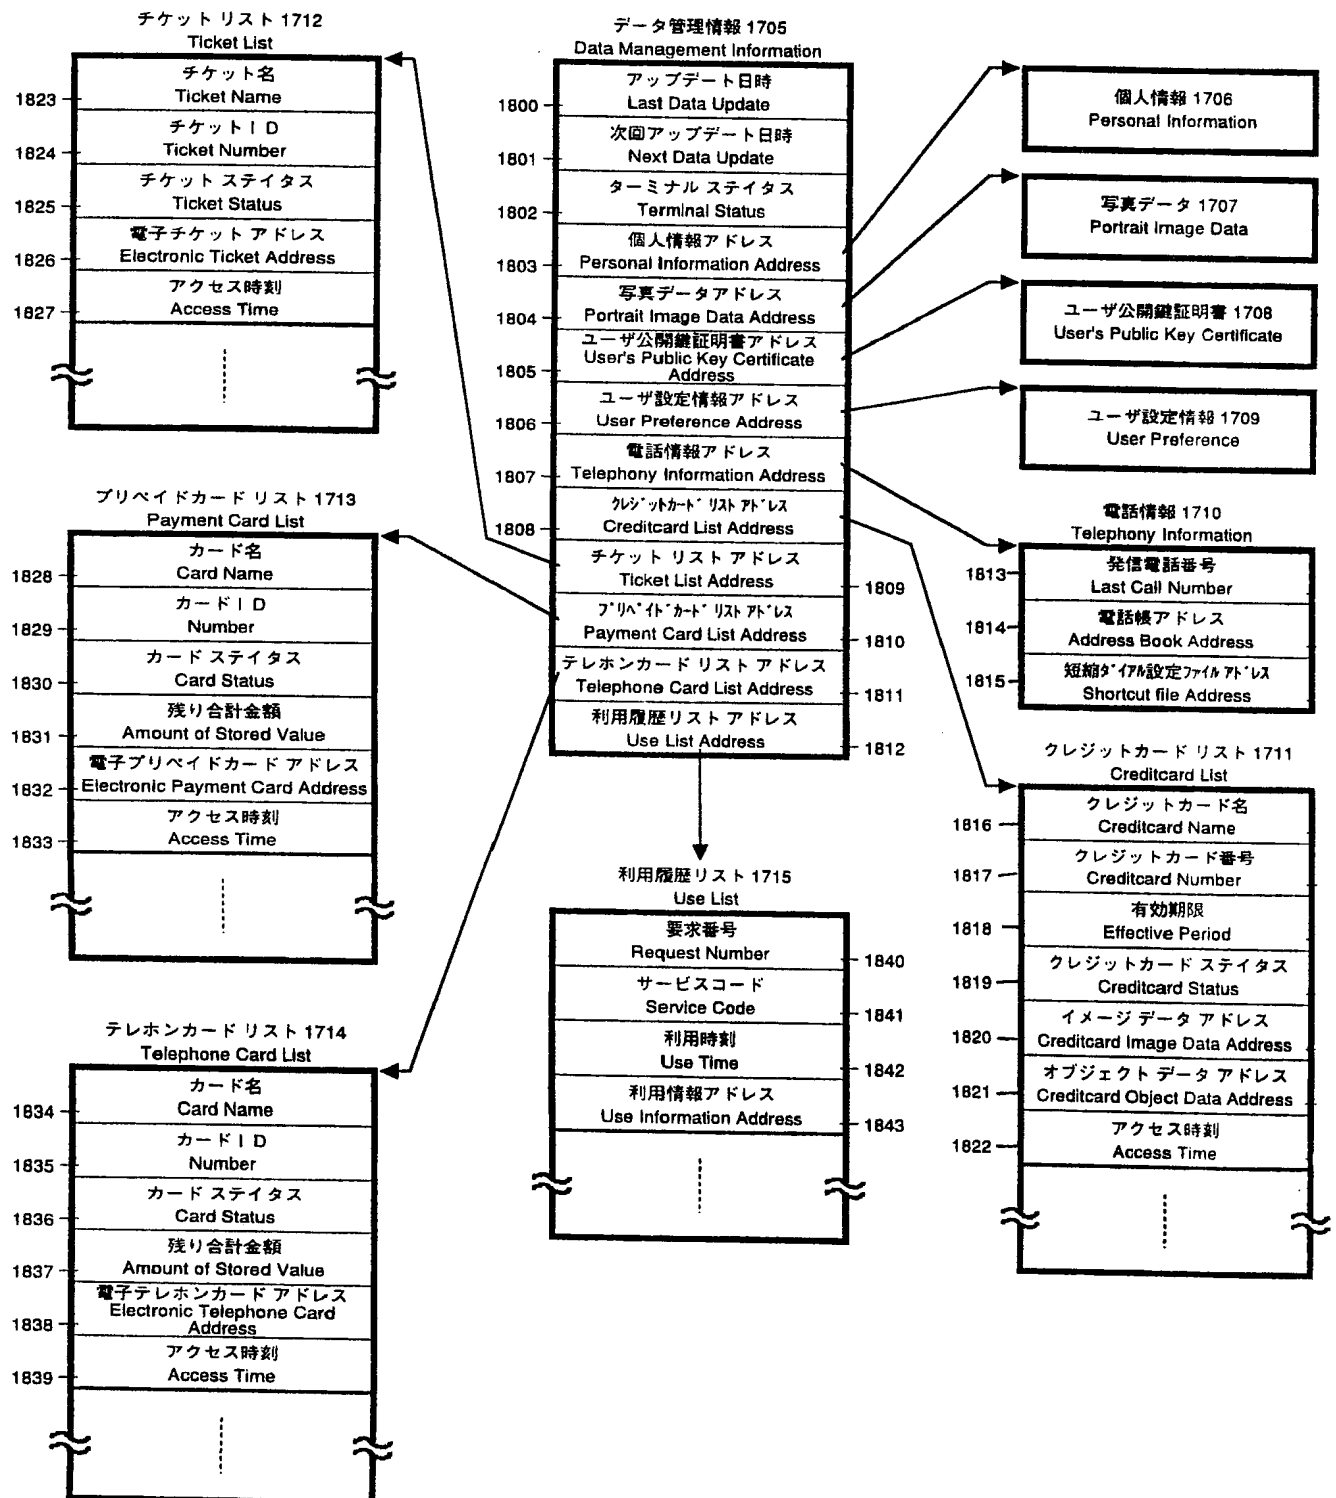 チケット リスト 1712
Ticket List
チケット名
Ticket Name
1823
チケットID
Ticket Number
1824
チケット ステイタス
Ticket Status
1825
電子チケット アドレス
Electronic Ticket Address
1826
アクセス時刻
Access Time
1827
プリペイドカード リスト 1713
Payment Card List
カード名
Card Name
1828
カードID
Number
1829
カード ステイタス
Card Status
1830
残り合計金額
Amount of Stored Value
1831
電子プリペイドカード アドレス
Electronic Payment Card Address
1832
アクセス時刻
Access Time
1833
テレホンカード リスト 1714
Telephone Card List
カード名
Card Name
1834
カードID
Number
1835
カード ステイタス
Card Status
1836
残り合計金額
Amount of Stored Value
1837
電子テレホンカード アドレス
Electronic Telephone Card
Address
1838
アクセス時刻
Access Time
1839
データ管理情報 1705
Data Management Information
アップデート日時
Last Data Update
1800
次回アップデート日時
Next Data Update
1801
ターミナル ステイタス
Terminal Status
1802
個人情報アドレス
Personal Information Address
1803
写真データアドレス
Portrait Image Data Address
1804
ユーザ公開鍵証明書アドレス
User's Public Key Certificate
Address
1805
ユーザ設定情報アドレス
User Preference Address
1806
電話情報アドレス
Telephony Information Address
1807
クレジットカード リスト アドレス
Creditcard List Address
1808
チケット リスト アドレス
Ticket List Address
1809
プリペイドカード リスト アドレス
Payment Card List Address
1810
テレホンカード リスト アドレス
Telephone Card List Address
1811
利用履歴リスト アドレス
Use List Address
1812
利用履歴リスト 1715
Use List
要求番号
Request Number
1840
サービスコード
Service Code
1841
利用時刻
Use Time
1842
利用情報アドレス
Use Information Address
1843
個人情報 1706
Personal Information
写真データ 1707
Portrait Image Data
ユーザ公開鍵証明書 1708
User's Public Key Certificate
ユーザ設定情報 1709
User Preference
電話情報 1710
Telephony Information
1813
発信電話番号
Last Call Number
1814
電話帳アドレス
Address Book Address
1815
短縮ダイアル設定ファイル アドレス
Shortcut file Address
クレジットカード リスト 1711
Creditcard List
クレジットカード名
1816
Creditcard Name
クレジットカード番号
1817
Creditcard Number
有効期限
1818
Effective Period
クレジットカード ステイタス
1819
Creditcard Status
イメージ データ アドレス
1820
Creditcard Image Data Address
オブジェクト データ アドレス
1821
Creditcard Object Data Address
アクセス時刻
1822
Access Time